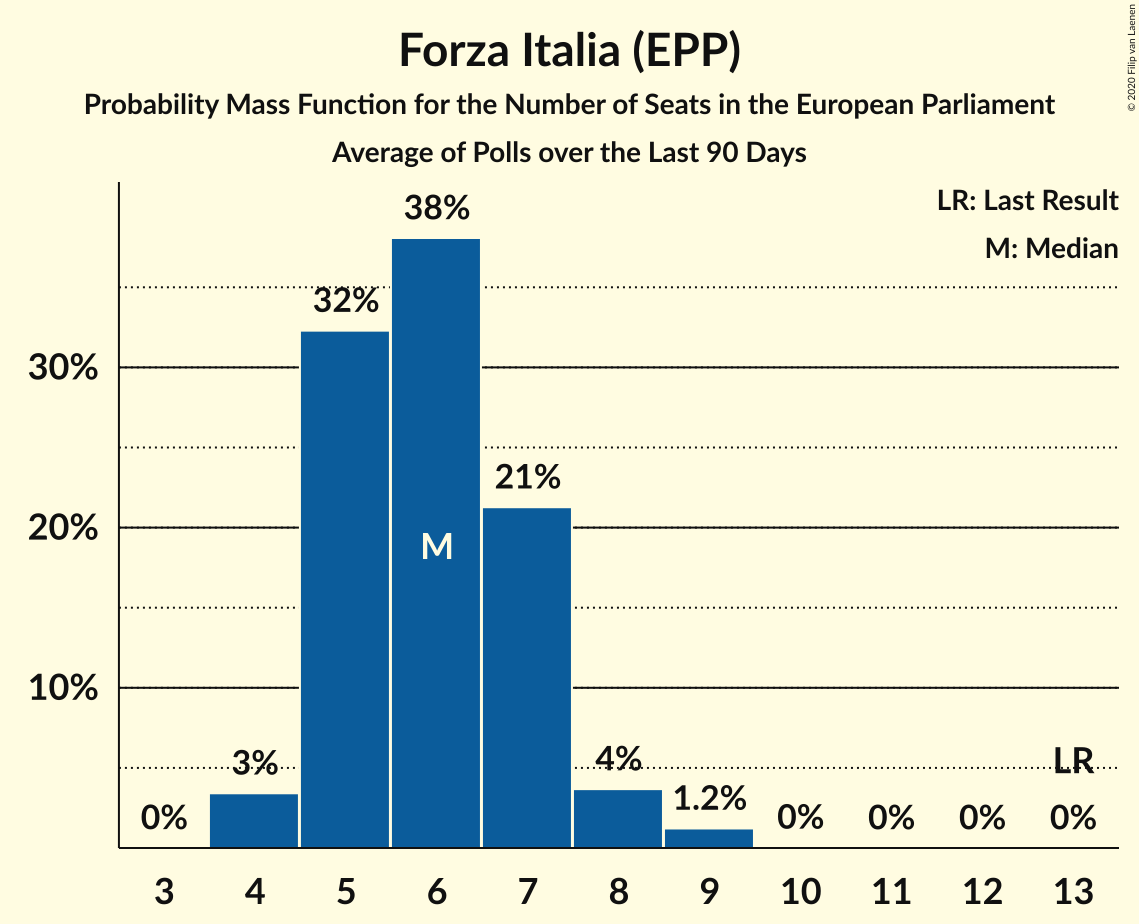 Forza Italia (EPP)
Probability Mass Function for the Number of Seats in the European Parliament
Average of Polls over the Last 90 Days
© 2020 Filip van Laenen
LR: Last Result
M: Median
38%
32%
30%
21%
20%
M
10%
3%
4%
LR
1.2%
0%
0%
0%
0%
0%
3 4 5 6 7 8 9 10 11 12 13